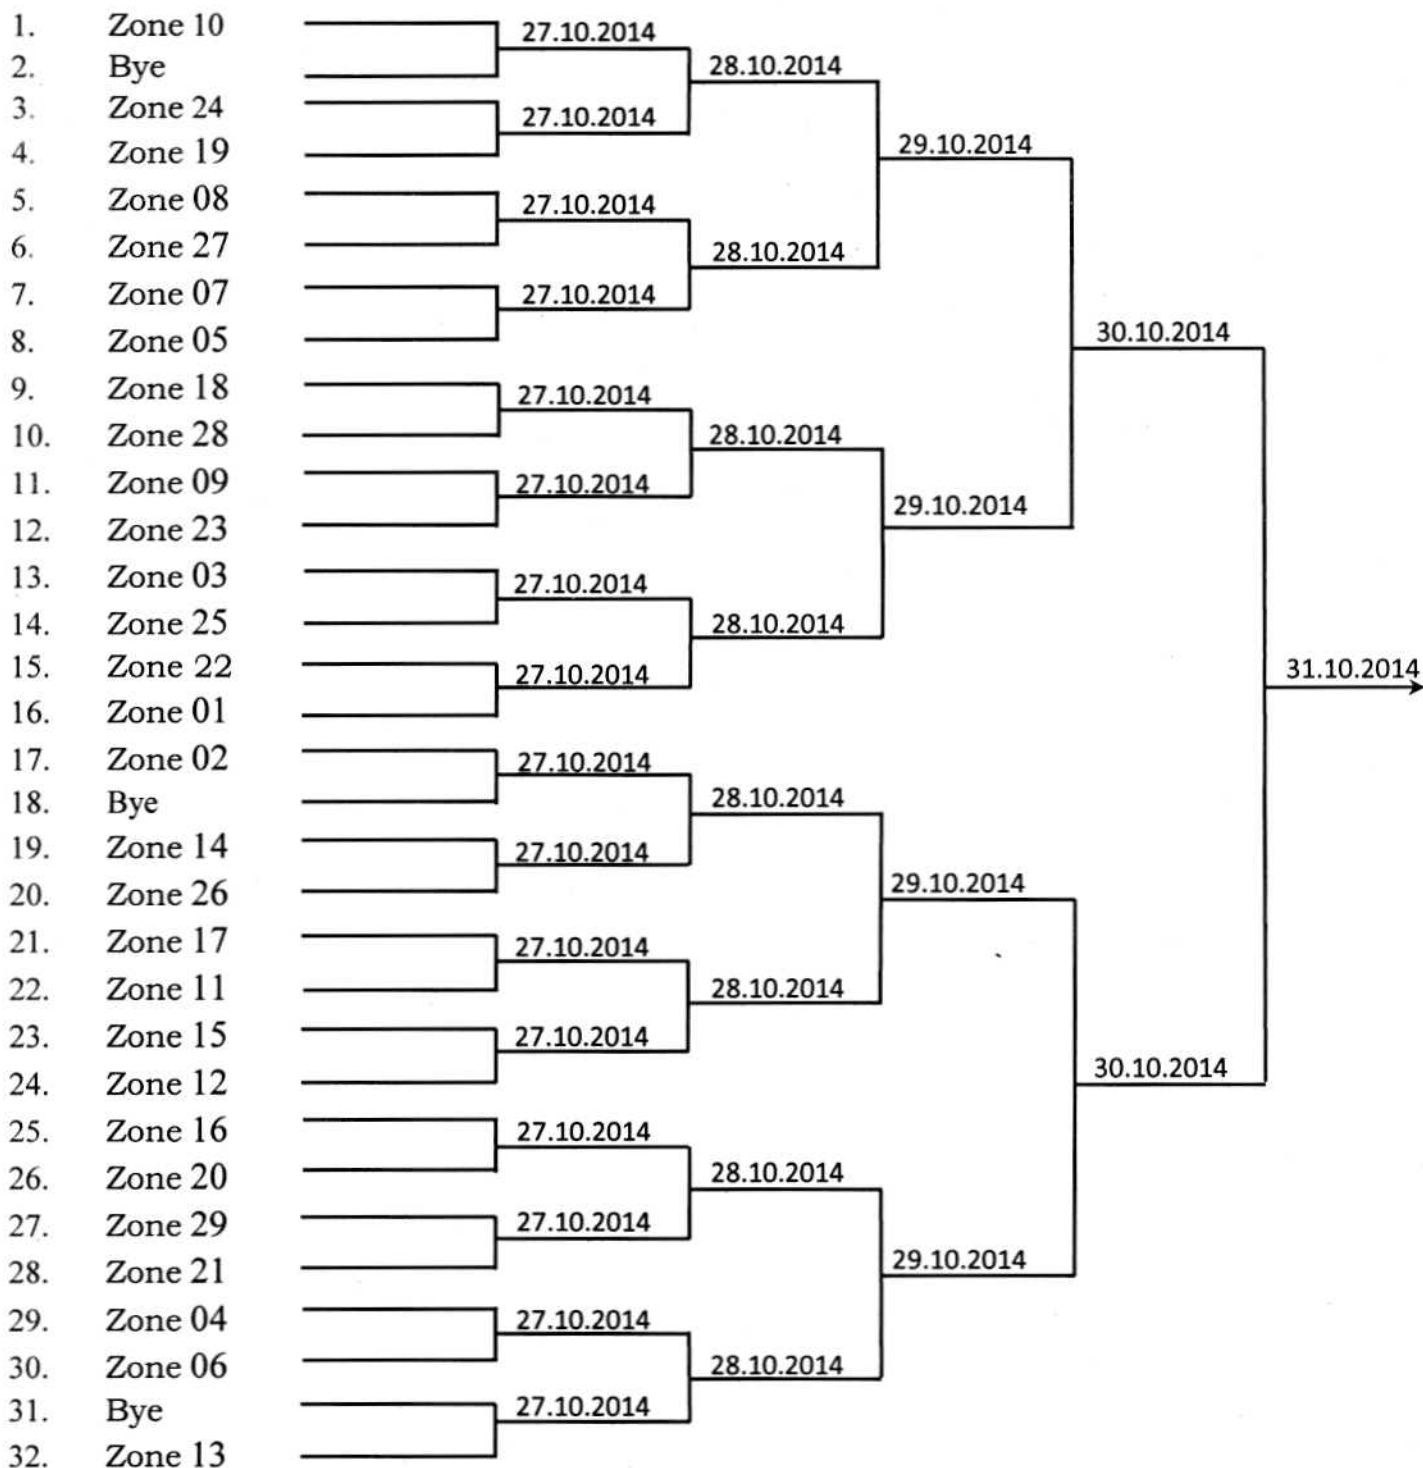 1. Zone 10
27.10.2014
2. Bye
28.10.2014
3. Zone 24
27.10.2014
4. Zone 19
29.10.2014
5. Zone 08
27.10.2014
6. Zone 27
28.10.2014
7. Zone 07
27.10.2014
8. Zone 05
30.10.2014
9. Zone 18
27.10.2014
10. Zone 28
28.10.2014
11. Zone 09
27.10.2014
29.10.2014
12. Zone 23
13. Zone 03
27.10.2014
14. Zone 25
28.10.2014
15. Zone 22
27.10.2014
31.10.2014
16. Zone 01
17. Zone 02
27.10.2014
18. Bye
28.10.2014
19. Zone 14
27.10.2014
20. Zone 26
29.10.2014
21. Zone 17
27.10.2014
22. Zone 11
28.10.2014
23. Zone 15
27.10.2014
24. Zone 12
30.10.2014
25. Zone 16
27.10.2014
26. Zone 20
28.10.2014
27. Zone 29
27.10.2014
28. Zone 21
29.10.2014
29. Zone 04
27.10.2014
30. Zone 06
28.10.2014
31. Bye
27.10.2014
32. Zone 13